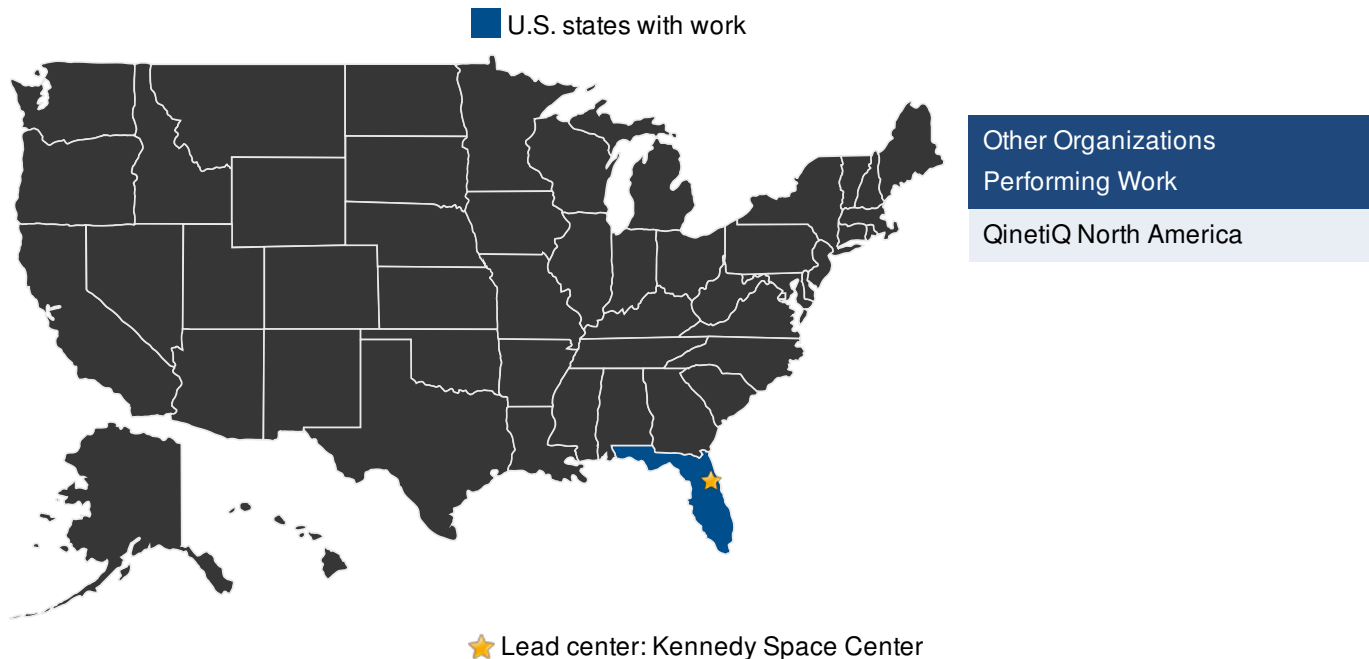 U.S. states with work
Other Organizations
Performing Work
QinetiQ North America
Lead center: Kennedy Space Center